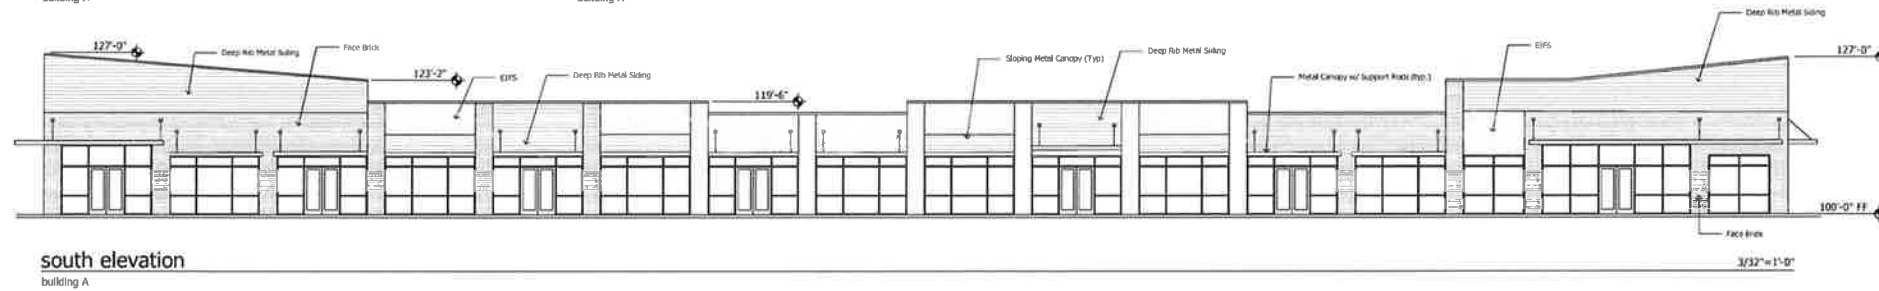 Deep Rib Metal Siding
127'-0"
Deep Rib Metal Siding
Face Brick
123'-2"
EIFS
Deep Rib Metal Siding
119'-6"
Sloping Metal Canopy (Typ)
Deep Rib Metal Siding
Metal Canopy w/ Support Rods (typ.)
EIFS
127'-0"
100'-0" FF
Face Brick
south elevation
3/32"=1'-0"
building A